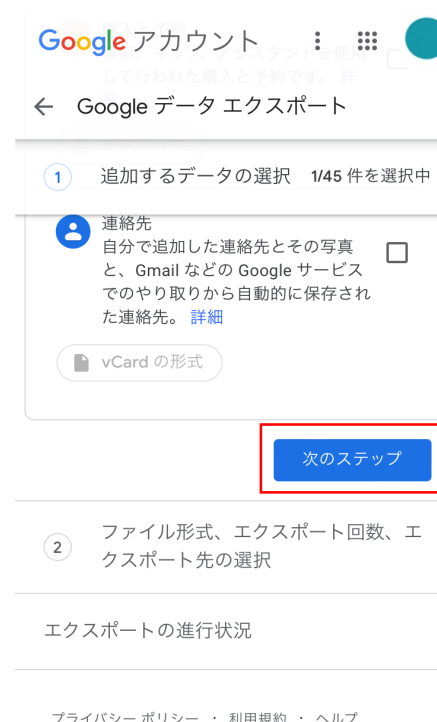 Google アカウント
Google データ エクスポート
1 追加するデータの選択 1/45 件を選択中
連絡先
自分で追加した連絡先とその写真
と、Gmail などの Google サービス
でのやり取りから自動的に保存され
た連絡先。 詳細
vCard の形式
次のステップ
2 ファイル形式、エクスポート回数、エ
クスポート先の選択
エクスポートの進行状況
プライバシー ポリシー ・ 利用規約 ・ ヘルプ